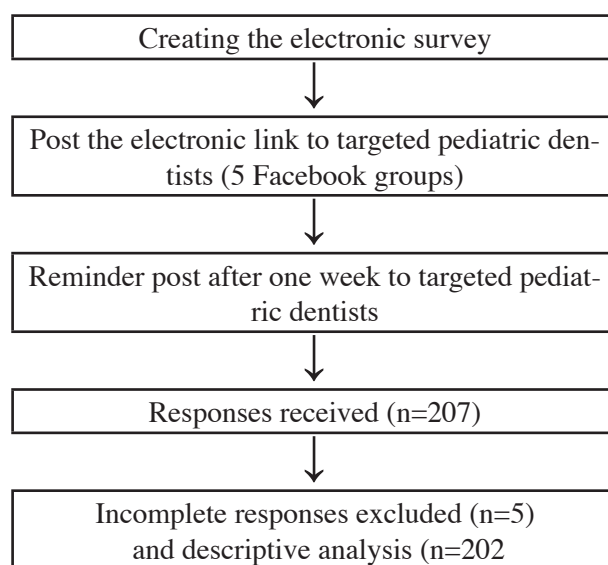 Creating the electronic survey
Post the electronic link to targeted pediatric den-
tists (5 Facebook groups)
Reminder post after one week to targeted pediat-
ric dentists
Responses received (n=207)
Incomplete responses excluded (n=5)
and descriptive analysis (n=202